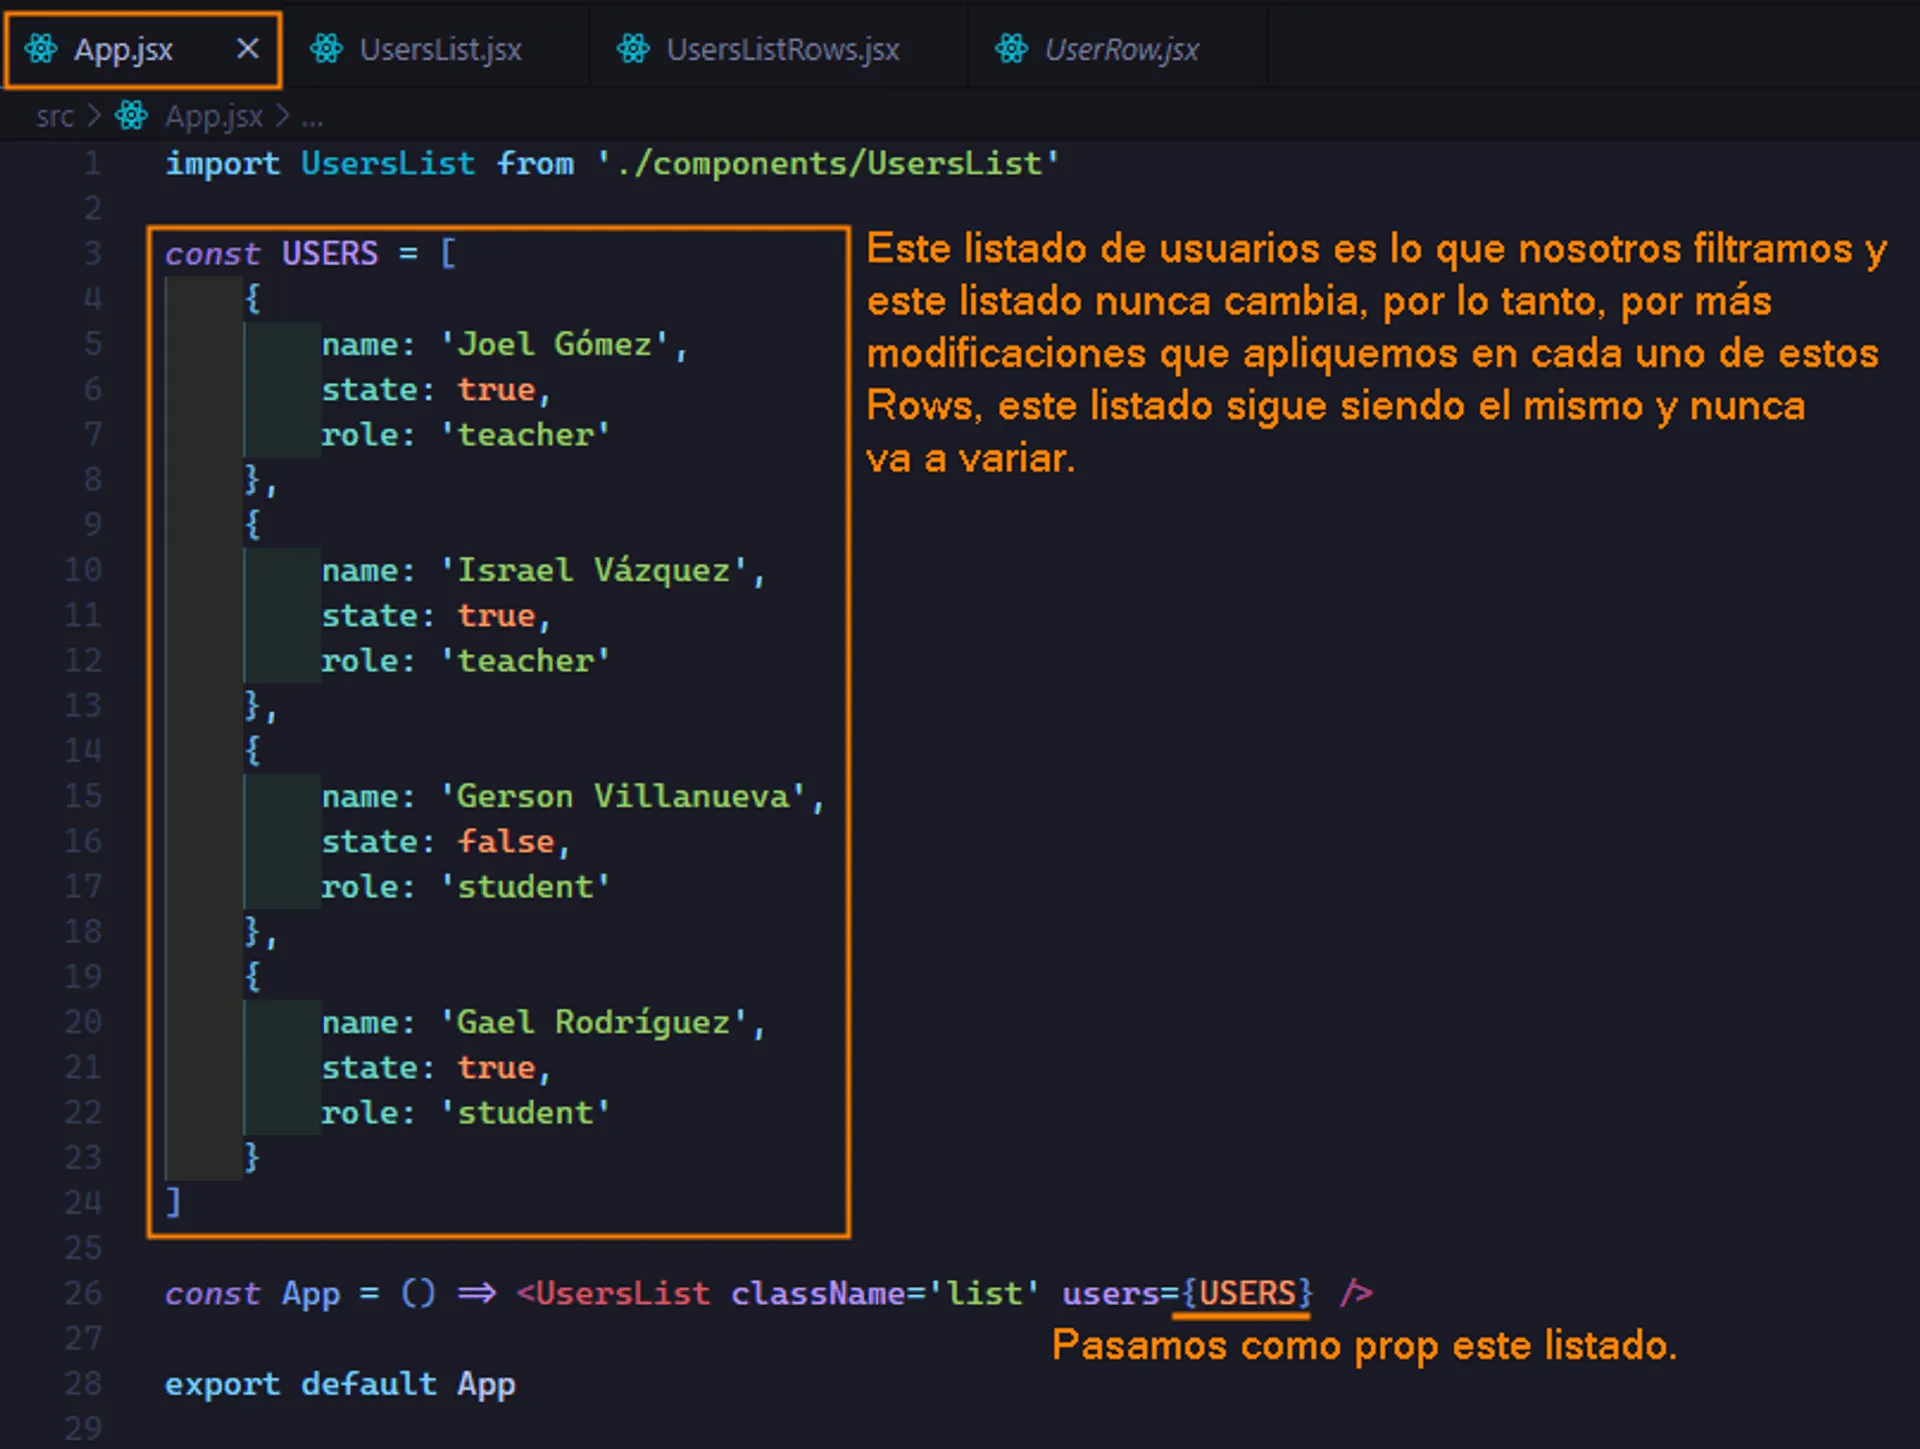 App.jsx
UsersList.jsx
UsersListRows.jsx
UserRow.jsx
src > App.jsx > ...
1 import UsersList from './components/UsersList'
2
3 const USERS = [
4 {
5 name: 'Joel Gómez',
6 state: true,
7 role: 'teacher'
8 },
9 {
10 name: 'Israel Vázquez',
11 state: true,
12 role: 'teacher'
13 },
14 {
15 name: 'Gerson Villanueva',
16 state: false,
17 role: 'student'
18 },
19 {
20 name: 'Gael Rodríguez',
21 state: true,
22 role: 'student'
23 }
24 ]
25
Este listado de usuarios es lo que nosotros filtramos y
este listado nunca cambia, por lo tanto, por más
modificaciones que apliquemos en cada uno de estos
Rows, este listado sigue siendo el mismo y nunca
va a variar.
26 const App = () => <UsersList className='list' users={USERS} />
27
Pasamos como prop este listado.
28 export default App
29